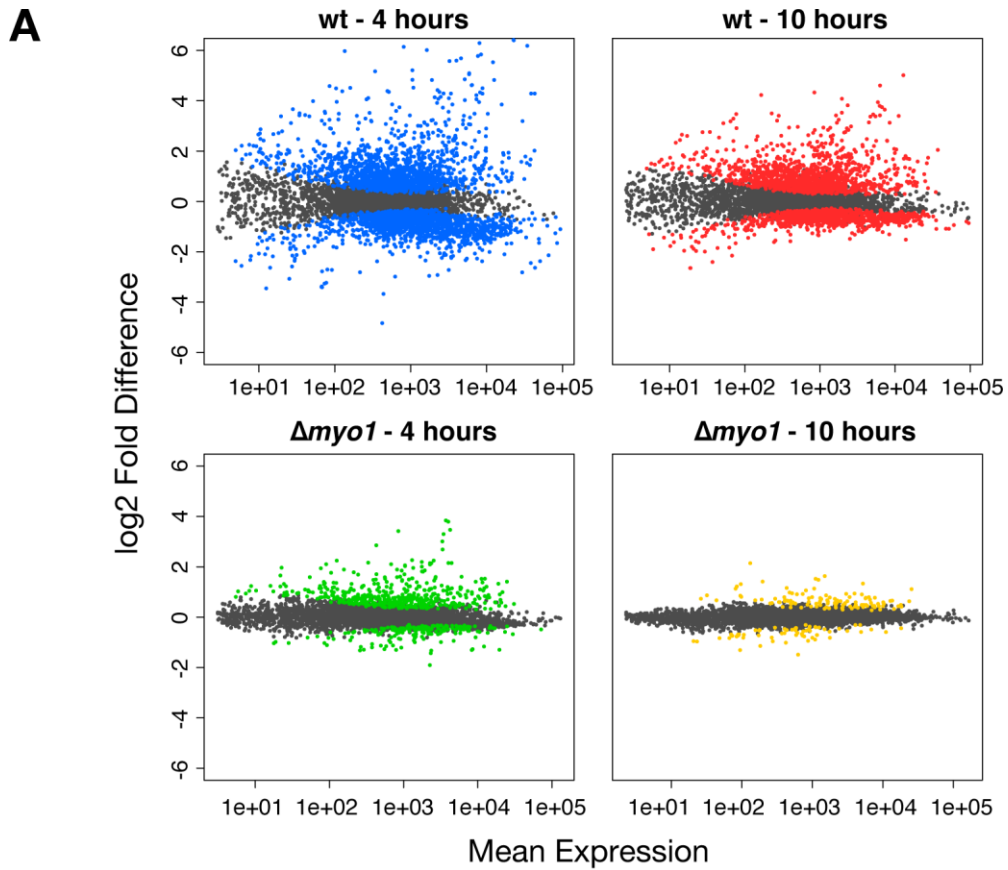 A
wt - 4 hours
wt - 10 hours
log2 Fold Difference
6
4
2
0
-2
-4
-6
1e+01 1e+02 1e+03 1e+04 1e+05
1e+01 1e+02 1e+03 1e+04 1e+05
Δmyo1 - 4 hours
Δmyo1 - 10 hours
6
4
2
0
-2
-4
-6
1e+01 1e+02 1e+03 1e+04 1e+05
1e+01 1e+02 1e+03 1e+04 1e+05
Mean Expression